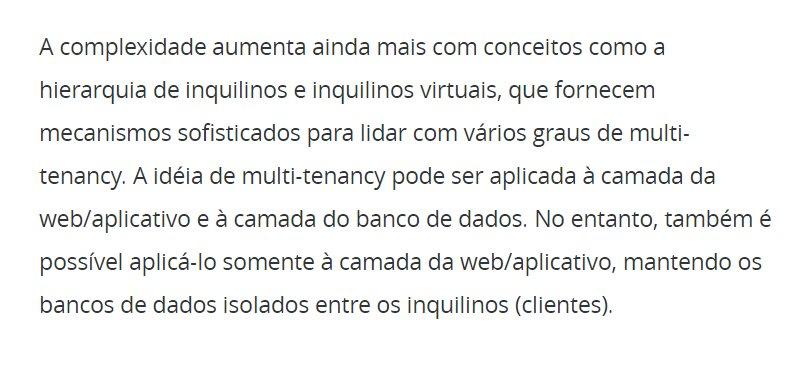 A complexidade aumenta ainda mais com conceitos como a
hierarquia de inquilinos e inquilinos virtuais, que fornecem
mecanismos sofisticados para lidar com vários graus de multi-
tenancy. A idéia de multi-tenancy pode ser aplicada à camada da
web/aplicativo e à camada do banco de dados. No entanto, também é
possível aplicá-lo somente à camada da web/aplicativo, mantendo os
bancos de dados isolados entre os inquilinos (clientes).